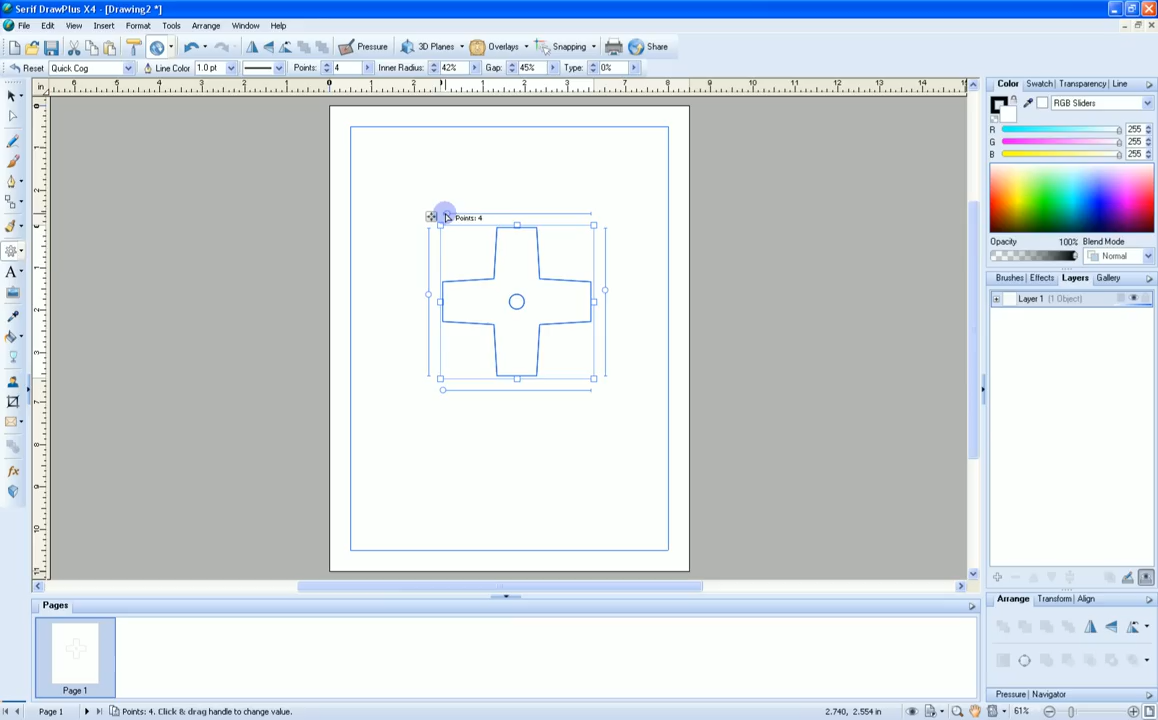 Serif DrawPlus X4 - [Drawing2 *]
File Edit View Insert Format Tools Arrange Window Help
Pressure 3D Planes Overlays Snapping Share
Reset Quick Cog Line Color 1.0 pt Points: 4 Inner Radius: 42% Gap: 45% Type: 0%
Color Swatch Transparency Line
RGB Sliders
R 255
G 255
B 255
Opacity 100% Blend Mode
Normal
Brushes Effects Layers Gallery
Layer 1 (1 Object)
Points: 4
Arrange Transform Align
Pages
Page 1
Pressure Navigator
Page 1 Points: 4. Click & drag handle to change value. 2.740, 2.554 in 61%